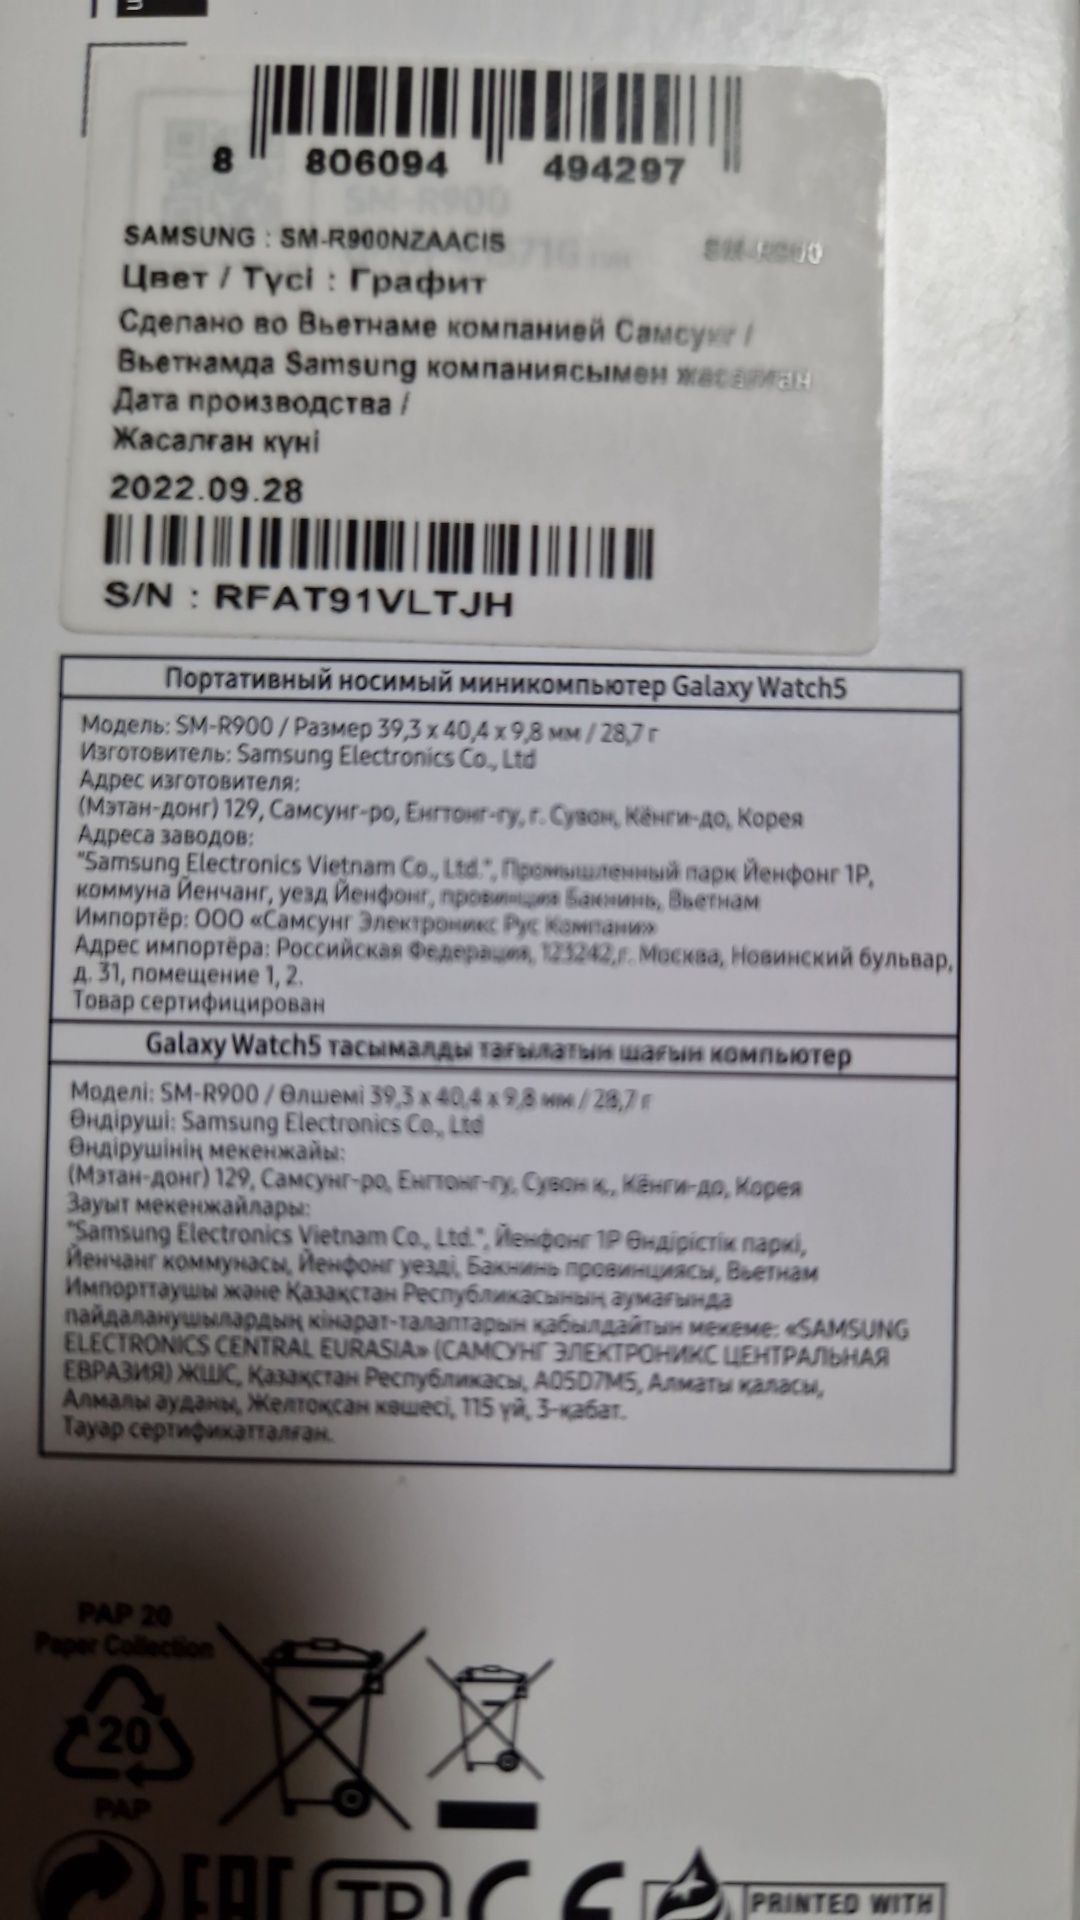 8 806094 494297
SAMSUNG : SM-R900NZAACIS
SM-R900
Цвет / Түсі : Графит
Сделано во Вьетнаме компанией Самсунг /
Вьетнамда Samsung компаниясымен жасалған
Дата производства /
Жасалған күні
2022.09.28
S/N : RFAT91VLTJH
Портативный носимый миникомпьютер Galaxy Watch5
Модель: SM-R900 / Размер 39,3 x 40,4 x 9,8 мм / 28,7 г
Изготовитель: Samsung Electronics Co., Ltd
Адрес изготовителя:
(Мэтан-донг) 129, Самсунг-ро, Енгтонг-гу, г. Сувон, Кёнги-до, Корея
Адреса заводов:
"Samsung Electronics Vietnam Co., Ltd.", Промышленный парк Йенфонг 1P,
коммуна Йенчанг, уезд Йенфонг, провинция Бакнинь, Вьетнам
Импортёр: ООО «Самсунг Электроникс Рус Компани»
Адрес импортёра: Российская Федерация, 123242,г. Москва, Новинский бульвар,
д. 31, помещение 1, 2.
Товар сертифицирован
Galaxy Watch5 тасымалды тағылатын шағын компьютер
Моделі: SM-R900 / Өлшемі 39,3 x 40,4 x 9,8 мм / 28,7 г
Өндіруші: Samsung Electronics Co., Ltd
Өндірушінің мекенжайы:
(Мэтан-донг) 129, Самсунг-ро, Енгтонг-гу, Сувон қ., Кёнги-до, Корея
Зауыт мекенжайлары:
"Samsung Electronics Vietnam Co., Ltd.", Йенфонг 1P Өндірістік паркі,
Йенчанг коммунасы, Йенфонг уезді, Бакнинь провинциясы, Вьетнам
Импорттаушы және Қазақстан Республикасының аумағында
пайдаланушылардың кінарат-талаптарын қабылдайтын мекеме: «SAMSUNG
ELECTRONICS CENTRAL EURASIA» (САМСУНГ ЭЛЕКТРОНИКС ЦЕНТРАЛЬНАЯ
ЕВРАЗИЯ) ЖШС, Қазақстан Республикасы, A05D7M5, Алматы қаласы,
Алмалы ауданы, Желтоқсан көшесі, 115 үй, 3-қабат.
Тауар сертификатталған.
PAP 20
Paper Collection
20
PAP
EAC TP CE
PRINTED WITH